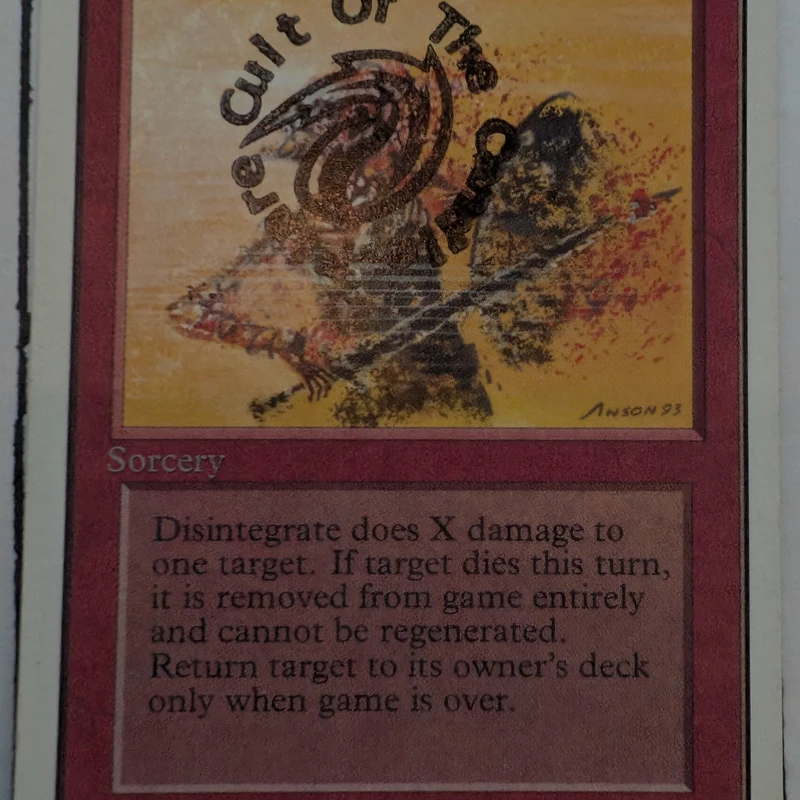 Cult Of The
Anson 93
Sorcery
Disintegrate does X damage to
one target. If target dies this turn,
it is removed from game entirely
and cannot be regenerated.
Return target to its owner's deck
only when game is over.